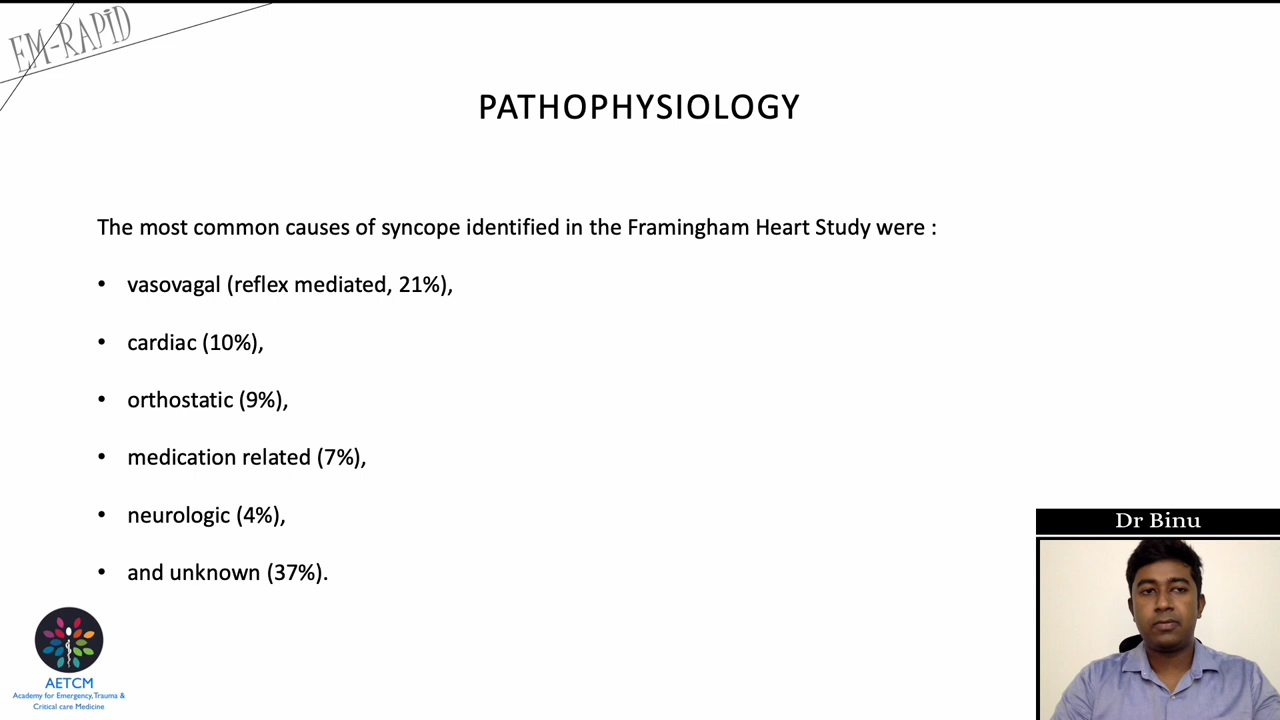 EM-RAPID
PATHOPHYSIOLOGY
The most common causes of syncope identified in the Framingham Heart Study were :
• vasovagal (reflex mediated, 21%),
• cardiac (10%),
• orthostatic (9%),
• medication related (7%),
• neurologic (4%),
• and unknown (37%).
Dr Binu
AETCM
Academy for Emergency,Trauma &
Critical care Medicine